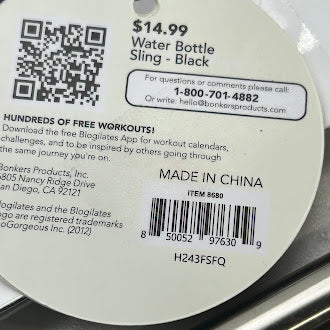 $14.99
Water Bottle
Sling - Black
For questions or comments please call:
1-800-701-4882
Or write: hello@bonkersproducts.com
HUNDREDS OF FREE WORKOUTS!
Download the free Blogilates App for workout calendars,
challenges, and to be inspired by others going through
the same journey you're on.
Bonkers Products, Inc.
5805 Nancy Ridge Drive
San Diego, CA 92121
MADE IN CHINA
ITEM 8680
8 50052 97630 9
H243FSFQ
Blogilates and the Blogilates
logo are registered trademarks
GoGorgeous Inc. (2012)